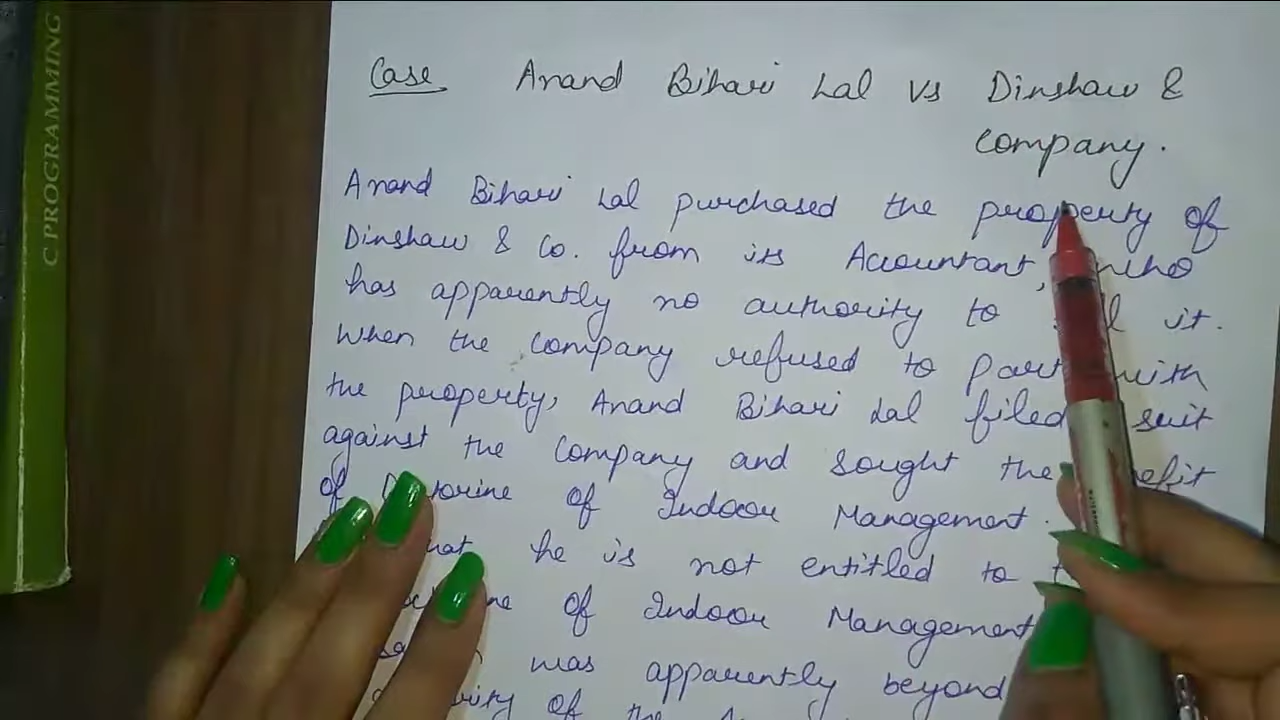 C PROGRAMMING
Case Anand Bihari Lal vs Dinshaw &
Company.
Anand Bihari Lal purchased the property of
Dinshaw & Co. from its Accountant, who
has apparently no authority to it.
When the company refused to part with
the property, Anand Bihari Lal filed suit
against the Company and sought the
of Doctrine of Indoor Management.
he is not entitled to
of Indoor Management
was apparently beyond
of the